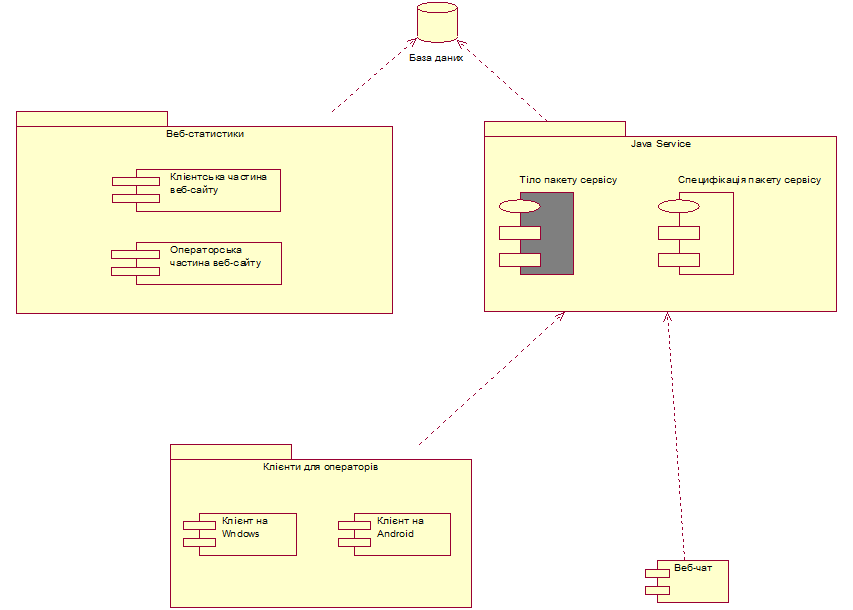 База даних
Веб-статистики
Клієнтська частина
веб-сайту
Операторська
частина веб-сайту
Java Service
Тіло пакету сервісу
Специфікація пакету сервісу
Клієнти для операторів
Клієнт на
Wndows
Клієнт на
Android
Веб-чат